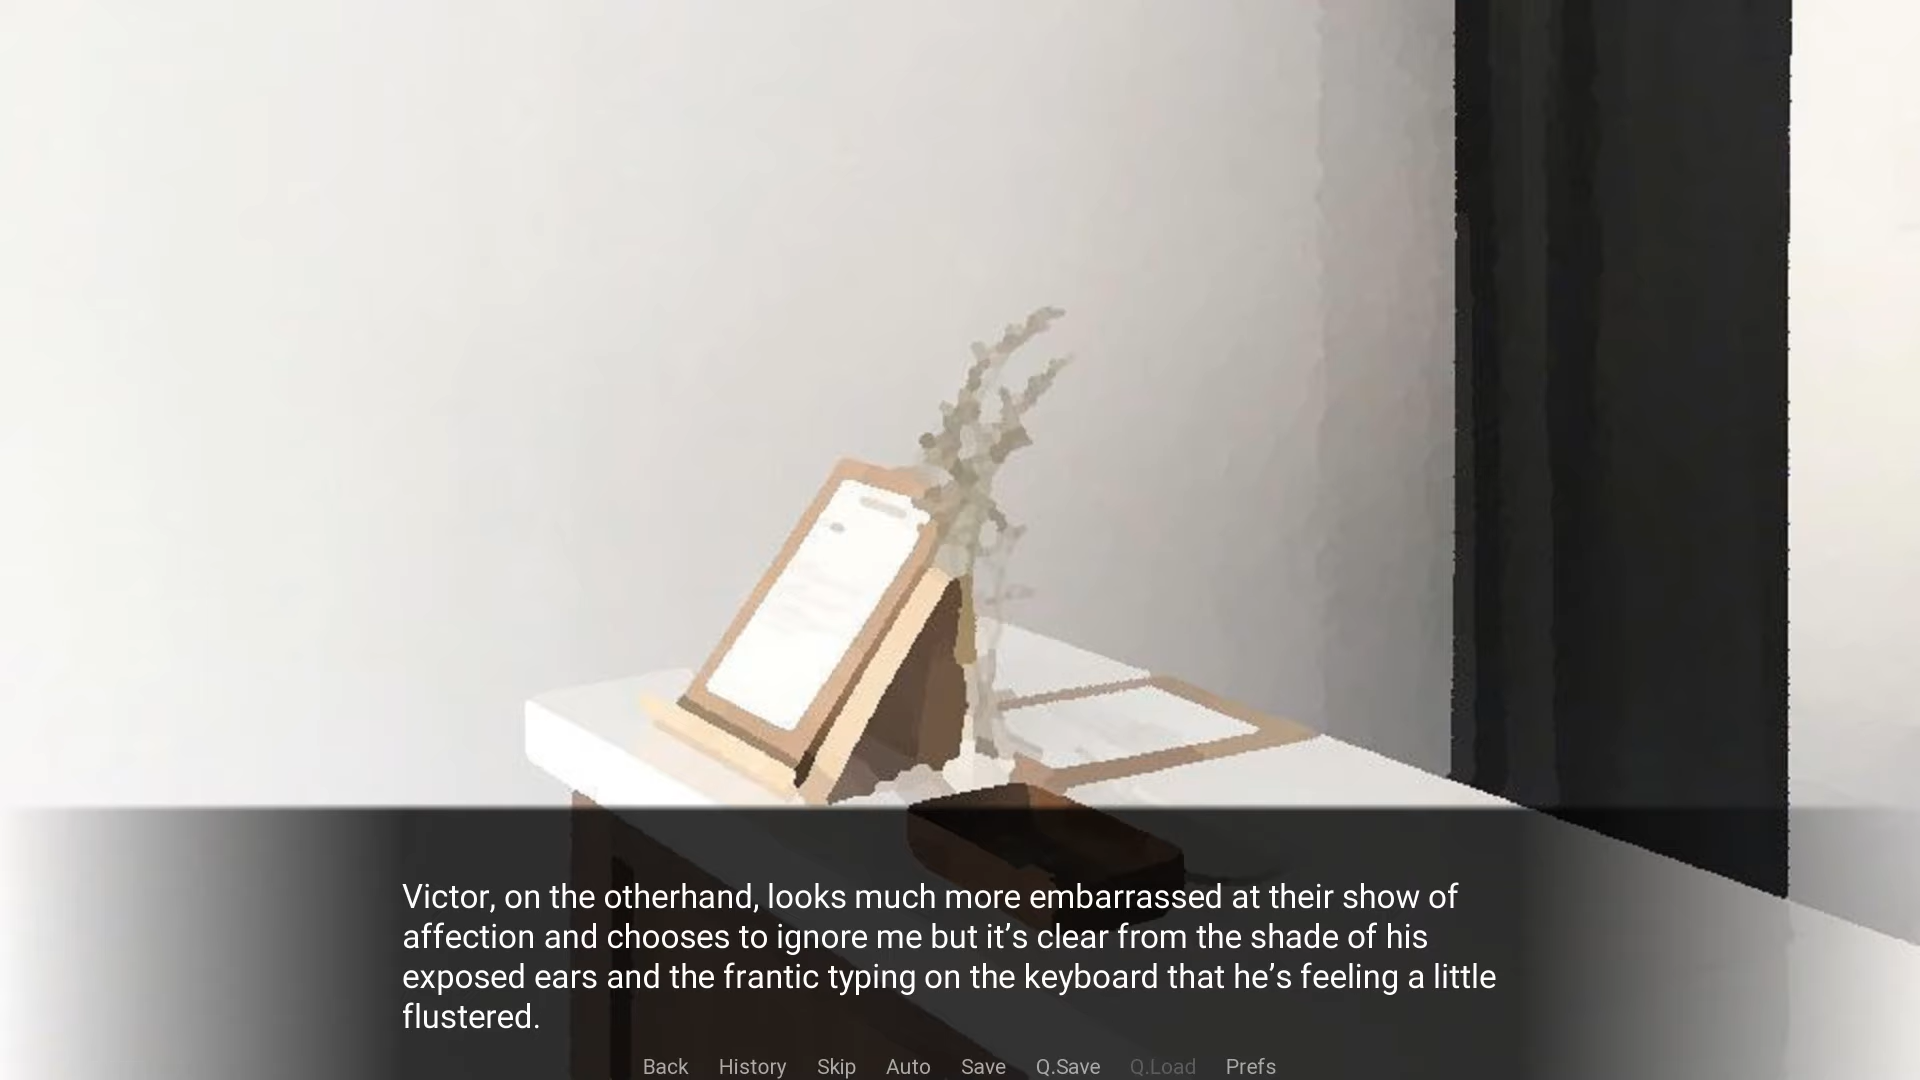 Victor, on the otherhand, looks much more embarrassed at their show of
affection and chooses to ignore me but it’s clear from the shade of his
exposed ears and the frantic typing on the keyboard that he’s feeling a little
flustered.
Back History Skip Auto Save Q.Save Q.Load Prefs